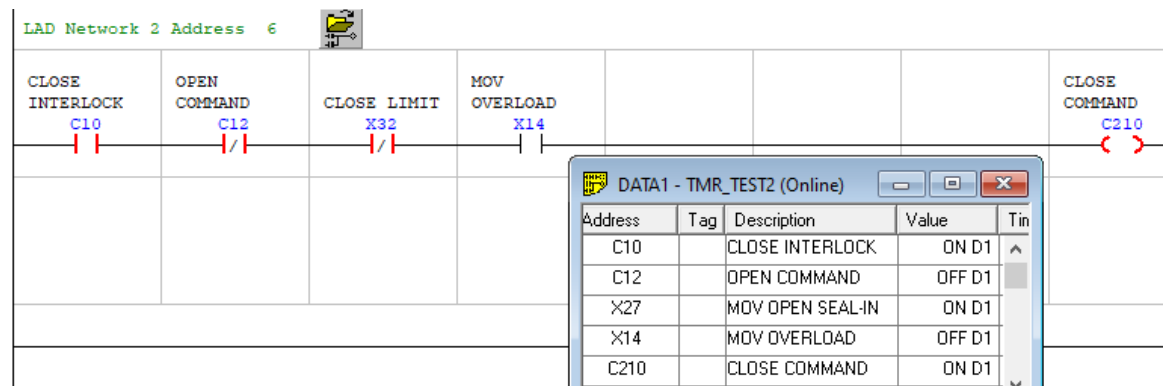 LAD Network 2 Address 6
CLOSE INTERLOCK C10
OPEN COMMAND C12
CLOSE LIMIT X32
MOV OVERLOAD X14
CLOSE COMMAND C210
DATA1 - TMR_TEST2 (Online)
Address Tag Description Value Tin
C10 CLOSE INTERLOCK ON D1
C12 OPEN COMMAND OFF D1
X27 MOV OPEN SEAL-IN ON D1
X14 MOV OVERLOAD OFF D1
C210 CLOSE COMMAND ON D1